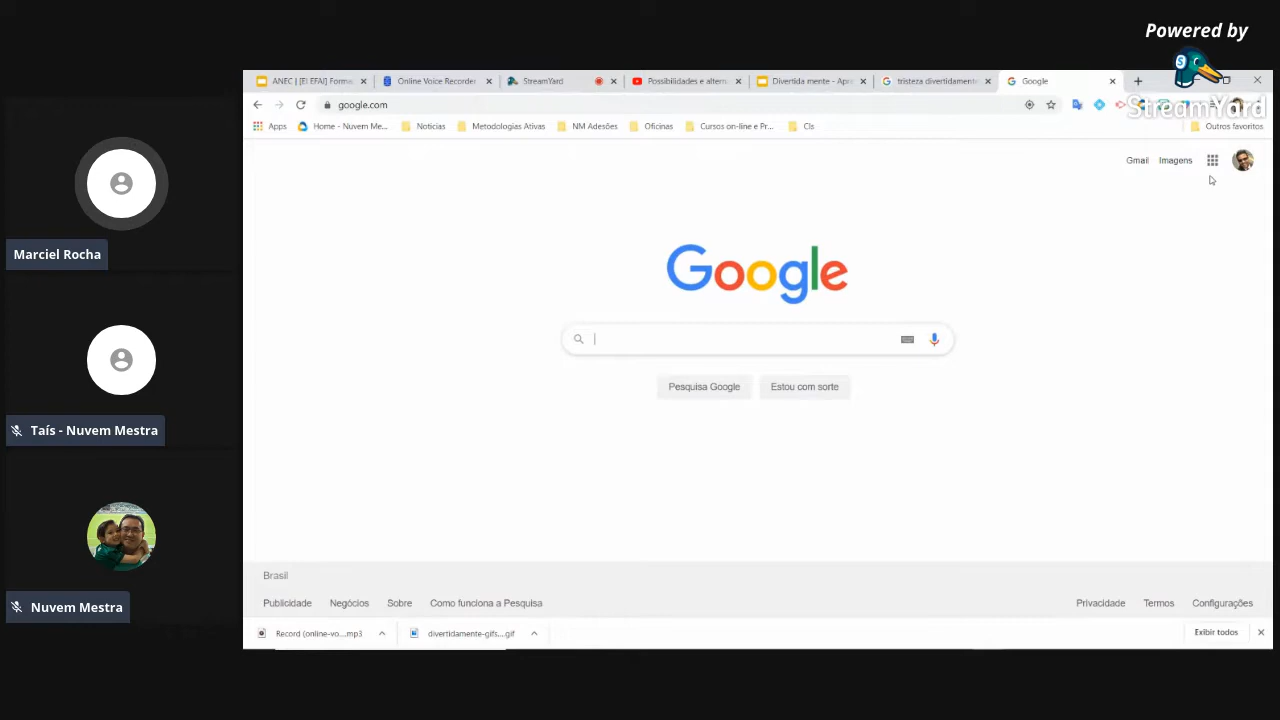 Powered by
StreamYard
ANEC | [EI EFAI] Forma
Online Voice Recorder
StreamYard
Possibilidades e altern
Divertida mente - Apr
tristeza divertidamente
Google
google.com
Apps
Home - Nuvem Me...
Noticias
Metodologias Ativas
NM Adesões
Oficinas
Cursos on-line e Pr...
CIs
Outros favoritos
Gmail
Imagens
Marciel Rocha
Google
Pesquisa Google
Estou com sorte
Taís - Nuvem Mestra
Brasil
Publicidade
Negócios
Sobre
Como funciona a Pesquisa
Privacidade
Termos
Configurações
Nuvem Mestra
Record (online-vo....mp3
divertidamente-gifs....gif
Exibir todos